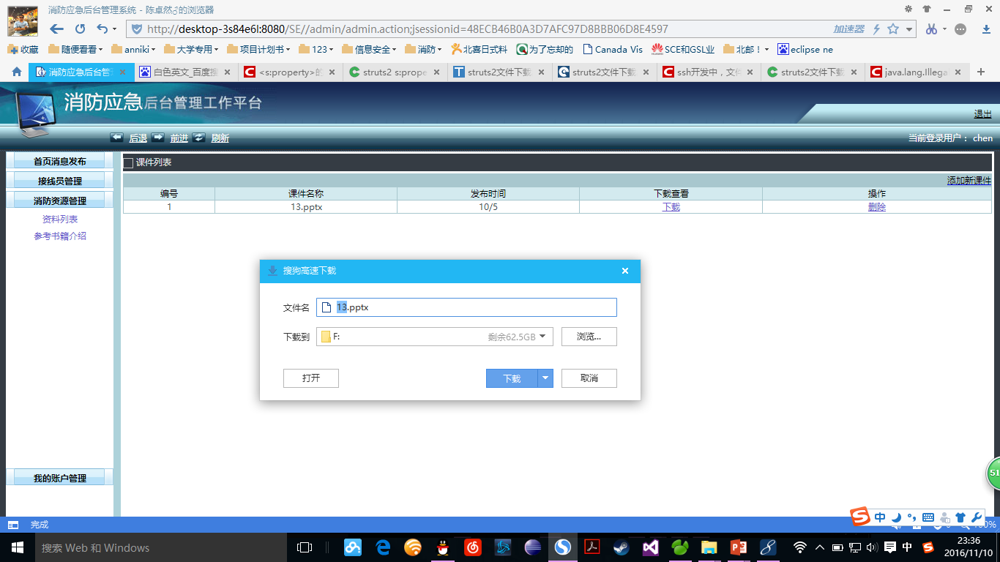 消防应急后台管理系统 - 陈卓然♂的浏览器
http://desktop-3s84e6l:8080/SE//admin/admin.action;jsessionid=48ECB46B0A3D7AFC97D8BBB06D8E4597 加速器
收藏 随便看看 anniki 大学专用 项目计划书 123 信息安全 消防 北喜日式料 为了忘却的 Canada Vis SCE和GSL业 北邮！ eclipse ne
消防应急后台管理 白色英文_百度搜 <s:property>的 struts2 s:prope struts2文件下载 struts2文件下载 ssh开发中，文件 struts2文件下载 java.lang.Illega
消防应急后台管理工作平台
退出
后退 前进 刷新 当前登录用户： chen
首页消息发布
接线员管理
消防资源管理
资料列表
参考书籍介绍
我的账户管理
课件列表
添加新课件
编号 课件名称 发布时间 下载查看 操作
1 13.pptx 10/5 下载 删除
搜狗高速下载
文件名 13.pptx
下载到 F: 剩余62.5GB 浏览...
打开 下载 取消
51
中
完成 100%
搜索 Web 和 Windows
中
23:36
2016/11/10